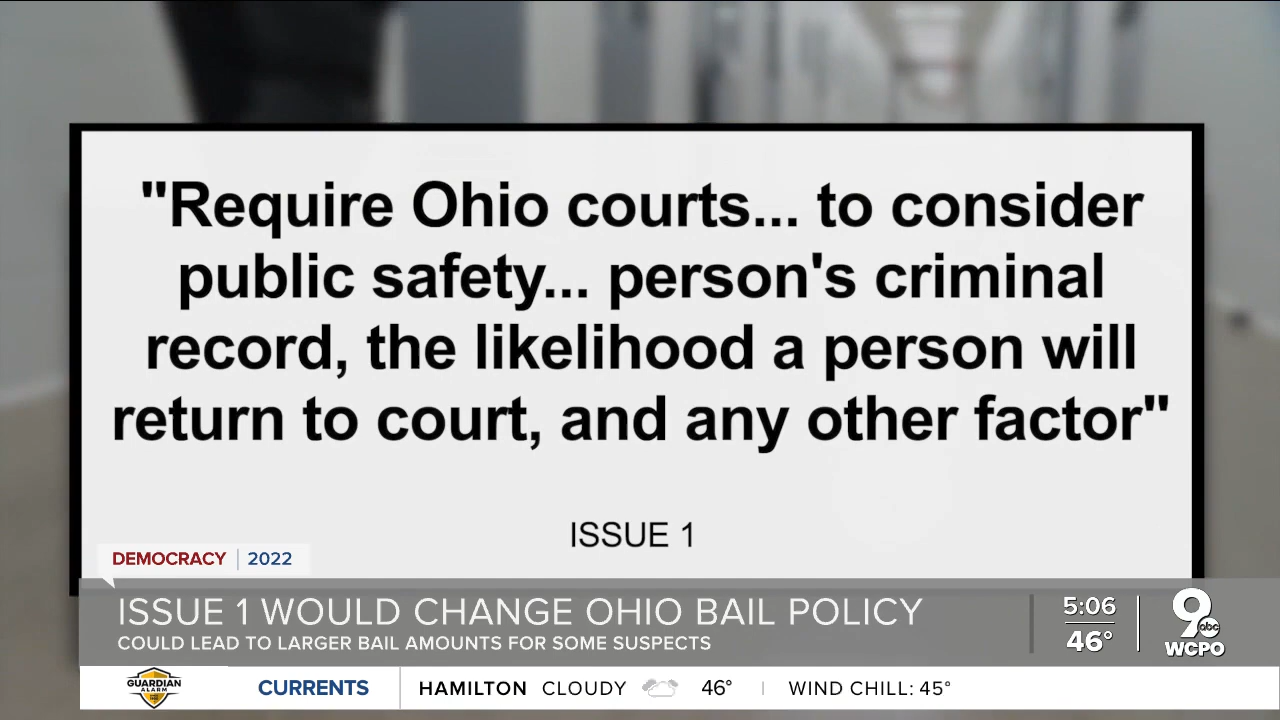 "Require Ohio courts... to consider
public safety... person's criminal
record, the likelihood a person will
return to court, and any other factor"
ISSUE 1
DEMOCRACY | 2022
ISSUE 1 WOULD CHANGE OHIO BAIL POLICY
COULD LEAD TO LARGER BAIL AMOUNTS FOR SOME SUSPECTS
5:06
46°
9
abc
WCPO
GUARDIAN
ALARM
CURRENTS
HAMILTON CLOUDY 46° | WIND CHILL: 45°